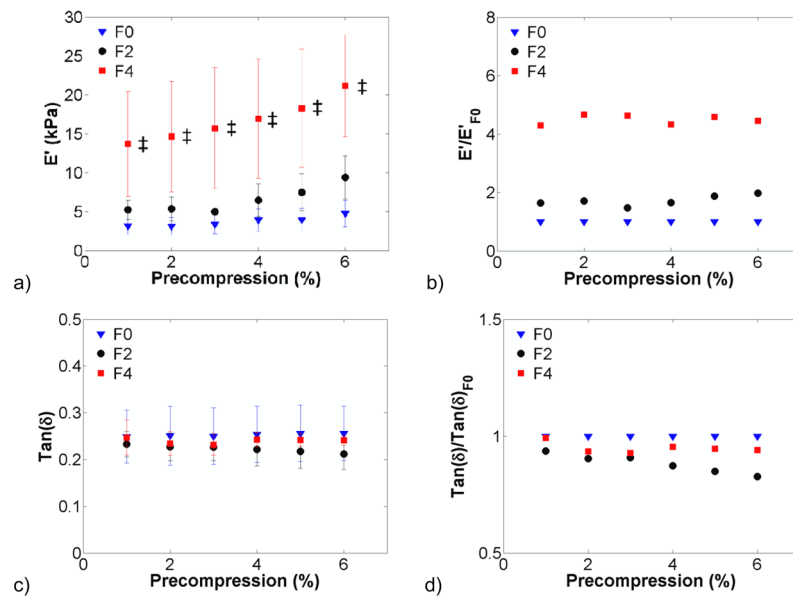 F0
F2
F4
30
25
20
15
10
5
0
E' (kPa)
‡ ‡ ‡ ‡ ‡ ‡
0 2 4 6
Precompression (%)
a)
F0
F2
F4
8
6
4
2
0
E'/E'F0
0 2 4 6
Precompression (%)
b)
F0
F2
F4
0.5
0.4
0.3
0.2
0.1
0
Tan(δ)
0 2 4 6
Precompression (%)
c)
F0
F2
F4
1.5
1
0.5
Tan(δ)/Tan(δ)F0
0 2 4 6
Precompression (%)
d)